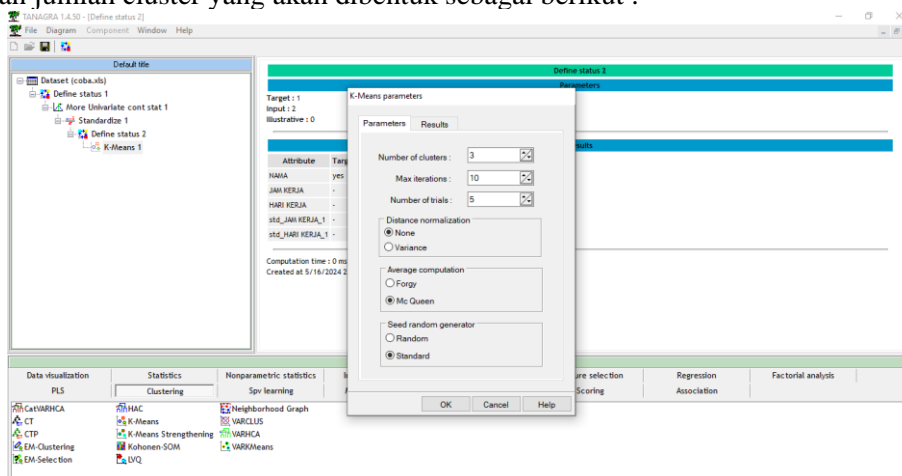 jumlah cluster yang akan dibentuk sebagai berikut :
TANAGRA 1.4.50 - [Define status 2]
File Diagram Component Window Help
Default title
Dataset (coba.xls)
Define status 1
More Univariate cont stat 1
Standardize 1
Define status 2
K-Means 1
Define status 2
Parameters
Target : 1
Input : 2
Illustrative : 0
Attribute
NAMA yes
JAM KERJA -
HARI KERJA -
std_JAM KERJA_1 -
std_HARI KERJA_1 -
Computation time : 0 ms
Created at 5/16/2024
K-Means parameters
Parameters Results
Number of clusters : 3
Max iterations : 10
Number of trials : 5
Distance normalization
None
Variance
Average computation
Forgy
Mc Queen
Seed random generator
Random
Standard
OK Cancel Help
Data visualization Statistics Nonparametric statistics selection Regression Factorial analysis
PLS Clustering Spv learning Scoring Association
CatVARHCA HAC Neighborhood Graph
CT K-Means VARCLUS
CTP K-Means Strengthening VARHCA
EM-Clustering Kohonen-SOM VARKMeans
EM-Selection LVQ